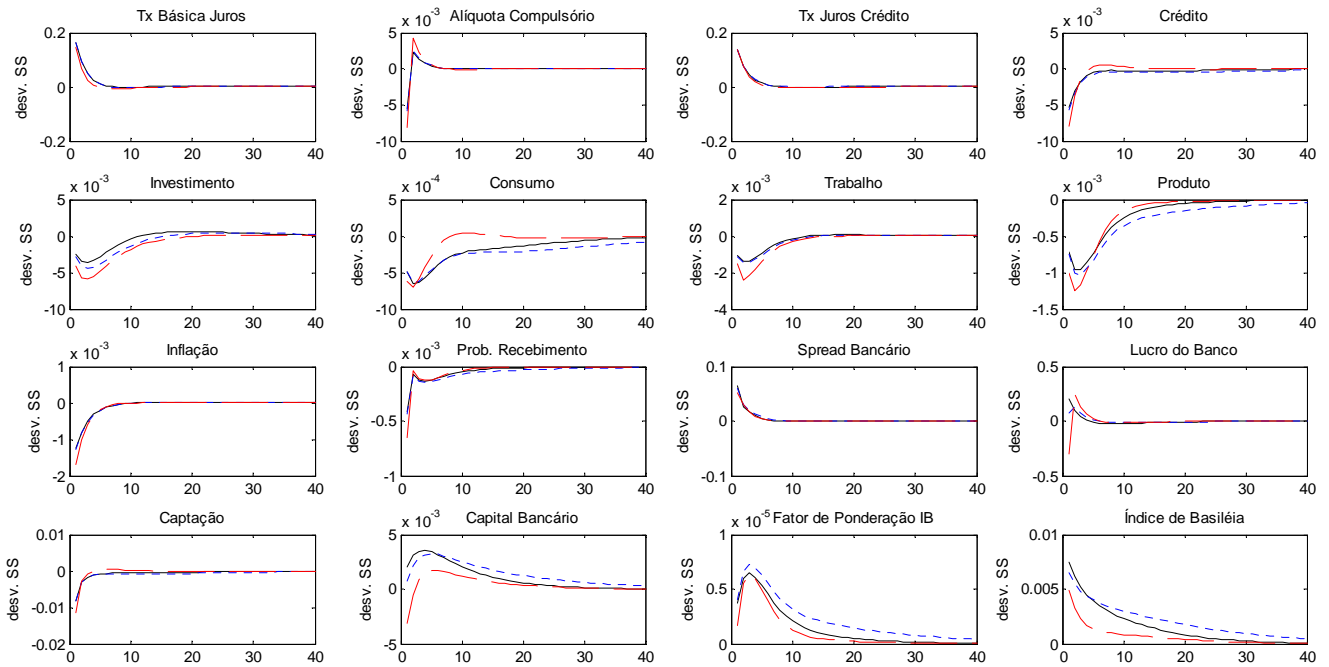 Tx Básica Juros
desv. SS
0.2
0
-0.2
0 10 20 30 40
Alíquota Compulsório
x 10^-3
desv. SS
5
0
-5
-10
0 10 20 30 40
Tx Juros Crédito
desv. SS
0.2
0
-0.2
0 10 20 30 40
Crédito
x 10^-3
desv. SS
5
0
-5
-10
0 10 20 30 40
Investimento
x 10^-3
desv. SS
5
0
-5
-10
0 10 20 30 40
Consumo
x 10^-4
desv. SS
5
0
-5
-10
0 10 20 30 40
Trabalho
x 10^-3
desv. SS
2
0
-2
-4
0 10 20 30 40
Produto
x 10^-3
desv. SS
0
-0.5
-1
-1.5
0 10 20 30 40
Inflação
x 10^-3
desv. SS
1
0
-1
-2
0 10 20 30 40
Prob. Recebimento
x 10^-3
desv. SS
0
-0.5
-1
0 10 20 30 40
Spread Bancário
desv. SS
0.1
0
-0.1
0 10 20 30 40
Lucro do Banco
desv. SS
0.5
0
-0.5
0 10 20 30 40
Captação
desv. SS
0.01
0
-0.01
-0.02
0 10 20 30 40
Capital Bancário
x 10^-3
desv. SS
5
0
-5
0 10 20 30 40
Fator de Ponderação IB
x 10^-5
desv. SS
1
0.5
0
0 10 20 30 40
Índice de Basiléia
desv. SS
0.01
0.005
0
0 10 20 30 40